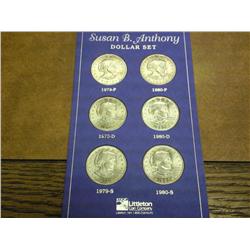 Susan B. Anthony
DOLLAR SET
1979-P 1980-P
1979-D 1980-D
1979-S 1980-S
Littleton
Coin Company